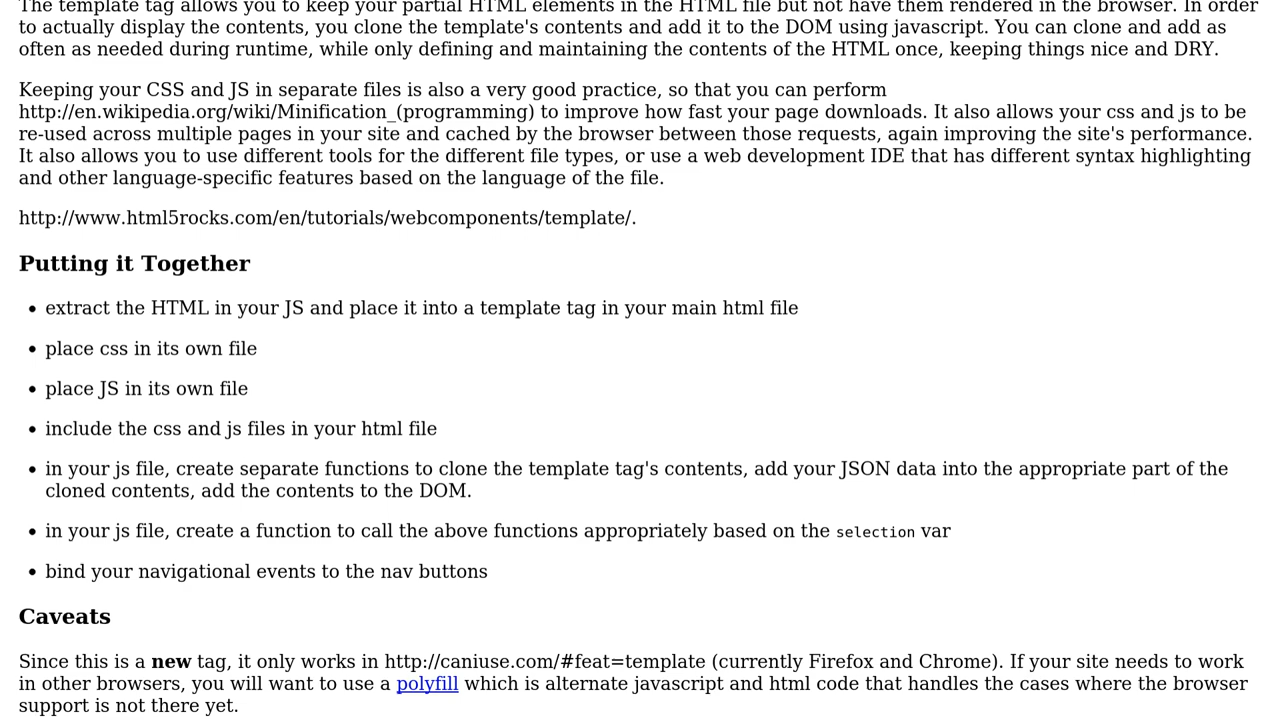 The template tag allows you to keep your partial HTML elements in the HTML file but not have them rendered in the browser. In order
to actually display the contents, you clone the template's contents and add it to the DOM using javascript. You can clone and add as
often as needed during runtime, while only defining and maintaining the contents of the HTML once, keeping things nice and DRY.
Keeping your CSS and JS in separate files is also a very good practice, so that you can perform
http://en.wikipedia.org/wiki/Minification_(programming) to improve how fast your page downloads. It also allows your css and js to be
re-used across multiple pages in your site and cached by the browser between those requests, again improving the site's performance.
It also allows you to use different tools for the different file types, or use a web development IDE that has different syntax highlighting
and other language-specific features based on the language of the file.
http://www.html5rocks.com/en/tutorials/webcomponents/template/.
Putting it Together
• extract the HTML in your JS and place it into a template tag in your main html file
• place css in its own file
• place JS in its own file
• include the css and js files in your html file
• in your js file, create separate functions to clone the template tag's contents, add your JSON data into the appropriate part of the
cloned contents, add the contents to the DOM.
• in your js file, create a function to call the above functions appropriately based on the selection var
• bind your navigational events to the nav buttons
Caveats
Since this is a new tag, it only works in http://caniuse.com/#feat=template (currently Firefox and Chrome). If your site needs to work
in other browsers, you will want to use a polyfill which is alternate javascript and html code that handles the cases where the browser
support is not there yet.